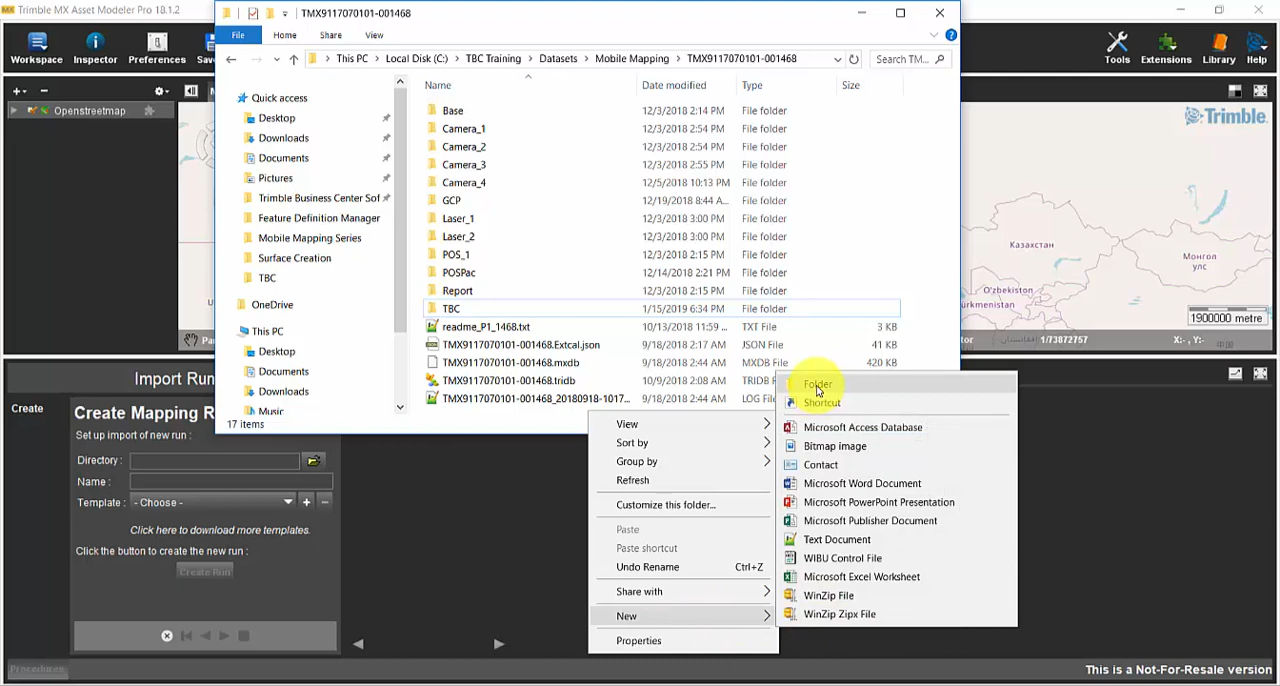 Trimble MX Asset Modeler Pro 18.1.2
TMX9117070101-001468
Workspace
Inspector
Preferences
Tools
Extensions
Library
Help
File
Home
Share
View
This PC > Local Disk (C:) > TBC Training > Datasets > Mobile Mapping > TMX9117070101-001468
Search TM...
Name
Date modified
Type
Size
Openstreetmap
Trimble
Quick access
Desktop
Downloads
Documents
Pictures
Trimble Business Center Sof
Feature Definition Manager
Mobile Mapping Series
Surface Creation
TBC
OneDrive
This PC
Desktop
Documents
Downloads
Music
Base 12/3/2018 2:14 PM File folder
Camera_1 12/3/2018 2:54 PM File folder
Camera_2 12/3/2018 2:54 PM File folder
Camera_3 12/3/2018 2:55 PM File folder
Camera_4 12/5/2018 10:13 PM File folder
GCP 12/19/2018 8:44 A... File folder
Laser_1 12/3/2018 3:00 PM File folder
Laser_2 12/3/2018 3:00 PM File folder
POS_1 12/3/2018 2:15 PM File folder
POSPac 12/14/2018 2:21 PM File folder
Report 12/3/2018 2:15 PM File folder
TBC 1/15/2019 6:34 PM File folder
readme_P1_1468.txt 10/13/2018 11:59 ... TXT File 3 KB
TMX9117070101-001468.Extcal.json 9/18/2018 2:17 AM JSON File 41 KB
TMX9117070101-001468.mxdb 9/18/2018 2:44 AM MXDB File 420 KB
TMX9117070101-001468.tridb 10/9/2018 2:08 AM TRIDB
TMX9117070101-001468_20180918-1017... 9/18/2018 2:44 AM LOG
17 items
Казахстан
Монгол
улс
O'zbekiston
1900000 metre
1/73872757
X: -, Y: -
Import Run
Create
Create Mapping R
Set up import of new run :
Directory :
Name :
Template : - Choose -
Click here to download more templates.
Click the button to create the new run :
Create Run
View
Sort by
Group by
Refresh
Customize this folder...
Paste
Paste shortcut
Undo Rename Ctrl+Z
Share with
New
Properties
Folder
Shortcut
Microsoft Access Database
Bitmap image
Contact
Microsoft Word Document
Microsoft PowerPoint Presentation
Microsoft Publisher Document
Text Document
WIBU Control File
Microsoft Excel Worksheet
WinZip File
WinZip Zipx File
Procedures
This is a Not-For-Resale version